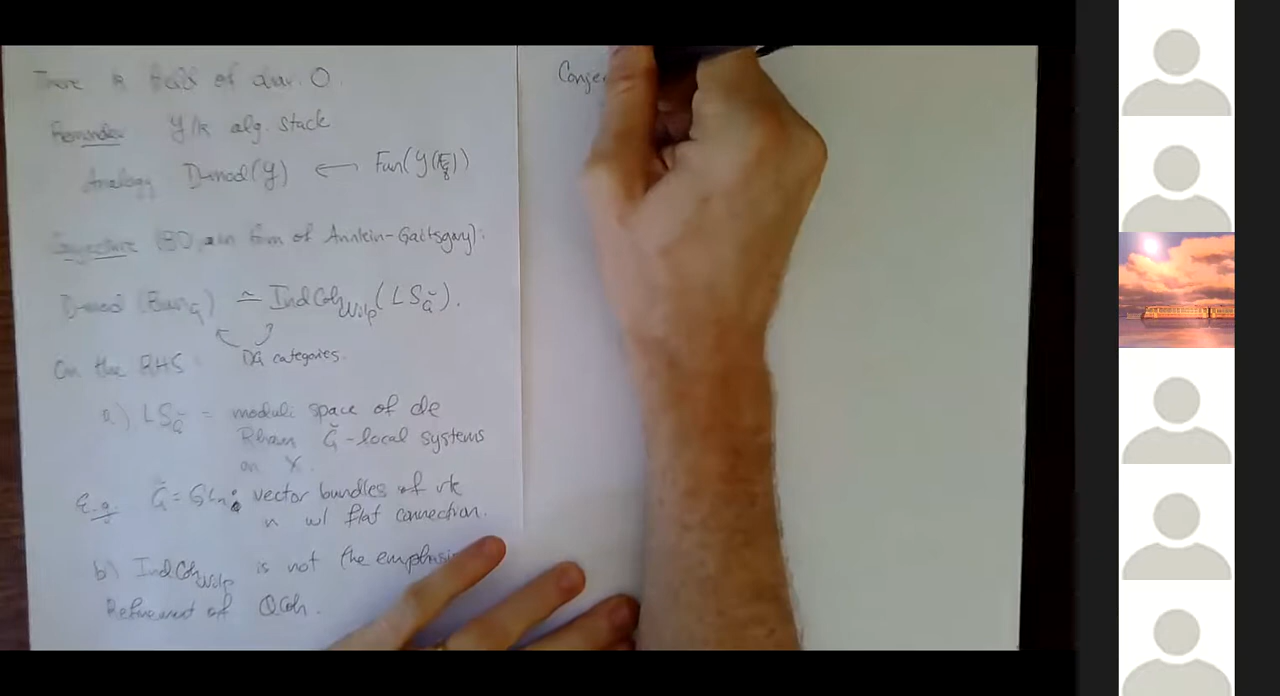 There is field of char. 0.
Reminder Y/k alg. stack
Analogy D-mod(Y) ⟵ Fun(Y(F_q))
Conjecture (BD, in form of Arinkin-Gaitsgory):
D-mod (Bun_G) ≃ IndCoh_Nilp (LS_Ǧ).
DG categories.
On the RHS
a) LS_Ǧ = moduli space of de
Rham Ǧ-local systems
on X.
E.g. Ǧ = GLn: vector bundles of rk
n w/ flat connection.
b) IndCoh_Nilp is not the emphasis
Refinement of QCoh.
Conje